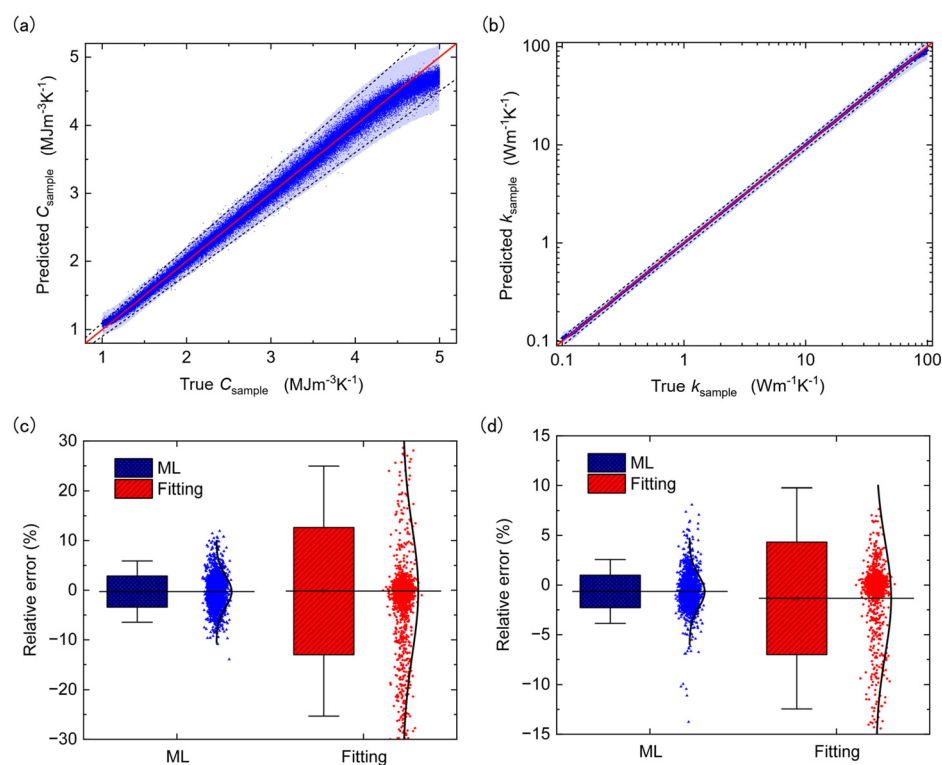 (a)
Predicted C_sample (MJm⁻³K⁻¹)
5
4
3
2
1
1 2 3 4 5
True C_sample (MJm⁻³K⁻¹)
(b)
Predicted k_sample (Wm⁻¹K⁻¹)
100
10
1
0.1
0.1 1 10 100
True k_sample (Wm⁻¹K⁻¹)
(c)
Relative error (%)
30
20
10
0
-10
-20
-30
ML
Fitting
ML Fitting
(d)
Relative error (%)
15
10
5
0
-5
-10
-15
ML
Fitting
ML Fitting